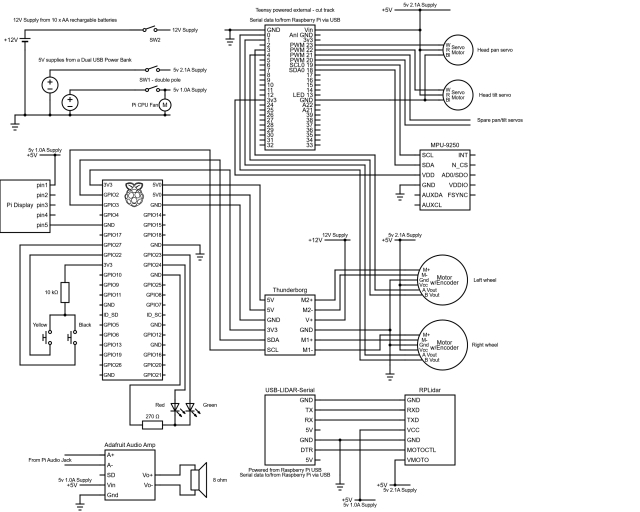 12V Supply from 10 x AA rechargable batteries
+12V
12V Supply
SW2
5V supplies from a Dual USB Power Bank
5v 2.1A Supply
SW1 - double pole
5v 1.0A Supply
Pi CPU Fan
M
Teensy powered external - cut track
Serial data to/from Raspberry Pi via USB
GND
0
1
2
3
4
5
6
7
8
9
10
11
12
3v3
24
25
26
27
28
29
30
31
32
Vin
Anl GND
3v3
PWM 23
PWM 22
PWM 21
PWM 20
SCL0 19
SDA0 18
17
16
15
14
LED 13
GND
A22
A21
39
38
37
36
35
34
33
5v 2.1A Supply
+5V
Servo
Motor
Head pan servo
Servo
Motor
Head tilt servo
Spare pan/tilt servos
MPU-9250
SCL
SDA
VDD
GND
AUXDA
AUXCL
INT
N_CS
AD0/SDO
VDDIO
FSYNC
5v 1.0A Supply
+5V
Pi Display
pin1
pin2
pin3
pin4
pin5
3V3
GPIO2
GPIO3
GPIO4
GND
GPIO17
GPIO27
GPIO22
3V3
GPIO10
GPIO9
GPIO11
GND
ID_SD
GPIO5
GPIO6
GPIO13
GPIO19
GPIO26
GND
5V0
5V0
GND
GPIO14
GPIO15
GPIO18
GND
GPIO23
GPIO24
GND
GPIO25
GPIO8
GPIO7
ID_SC
GND
GPIO12
GND
GPIO16
GPIO20
GPIO21
10 kΩ
Yellow
Black
Red
Green
270 Ω
Thunderborg
5V
5V
GND
3V3
SDA
SCL
M2+
M2-
V+
GND
M1+
M1-
12V Supply
+12V
5v 2.1A Supply
+5V
M+
M-
Gnd
Vcc
A Vout
B Vout
Motor
w/Encoder
Left wheel
M+
M-
Gnd
Vcc
A Vout
B Vout
Motor
w/Encoder
Right wheel
USB-LIDAR-Serial
GND
TX
RX
5V
GND
DTR
5V
Powered from Raspberry Pi USB
Serial data to/from Raspberry Pi via USB
RPLidar
GND
RXD
TXD
VCC
GND
MOTOCTL
VMOTO
+5V
5v 2.1A Supply
+5V
5v 1.0A Supply
Adafruit Audio Amp
From Pi Audio Jack
5v 1.0A Supply
+5V
A+
A-
SD
Vin
Gnd
Vo+
Vo-
8 ohm